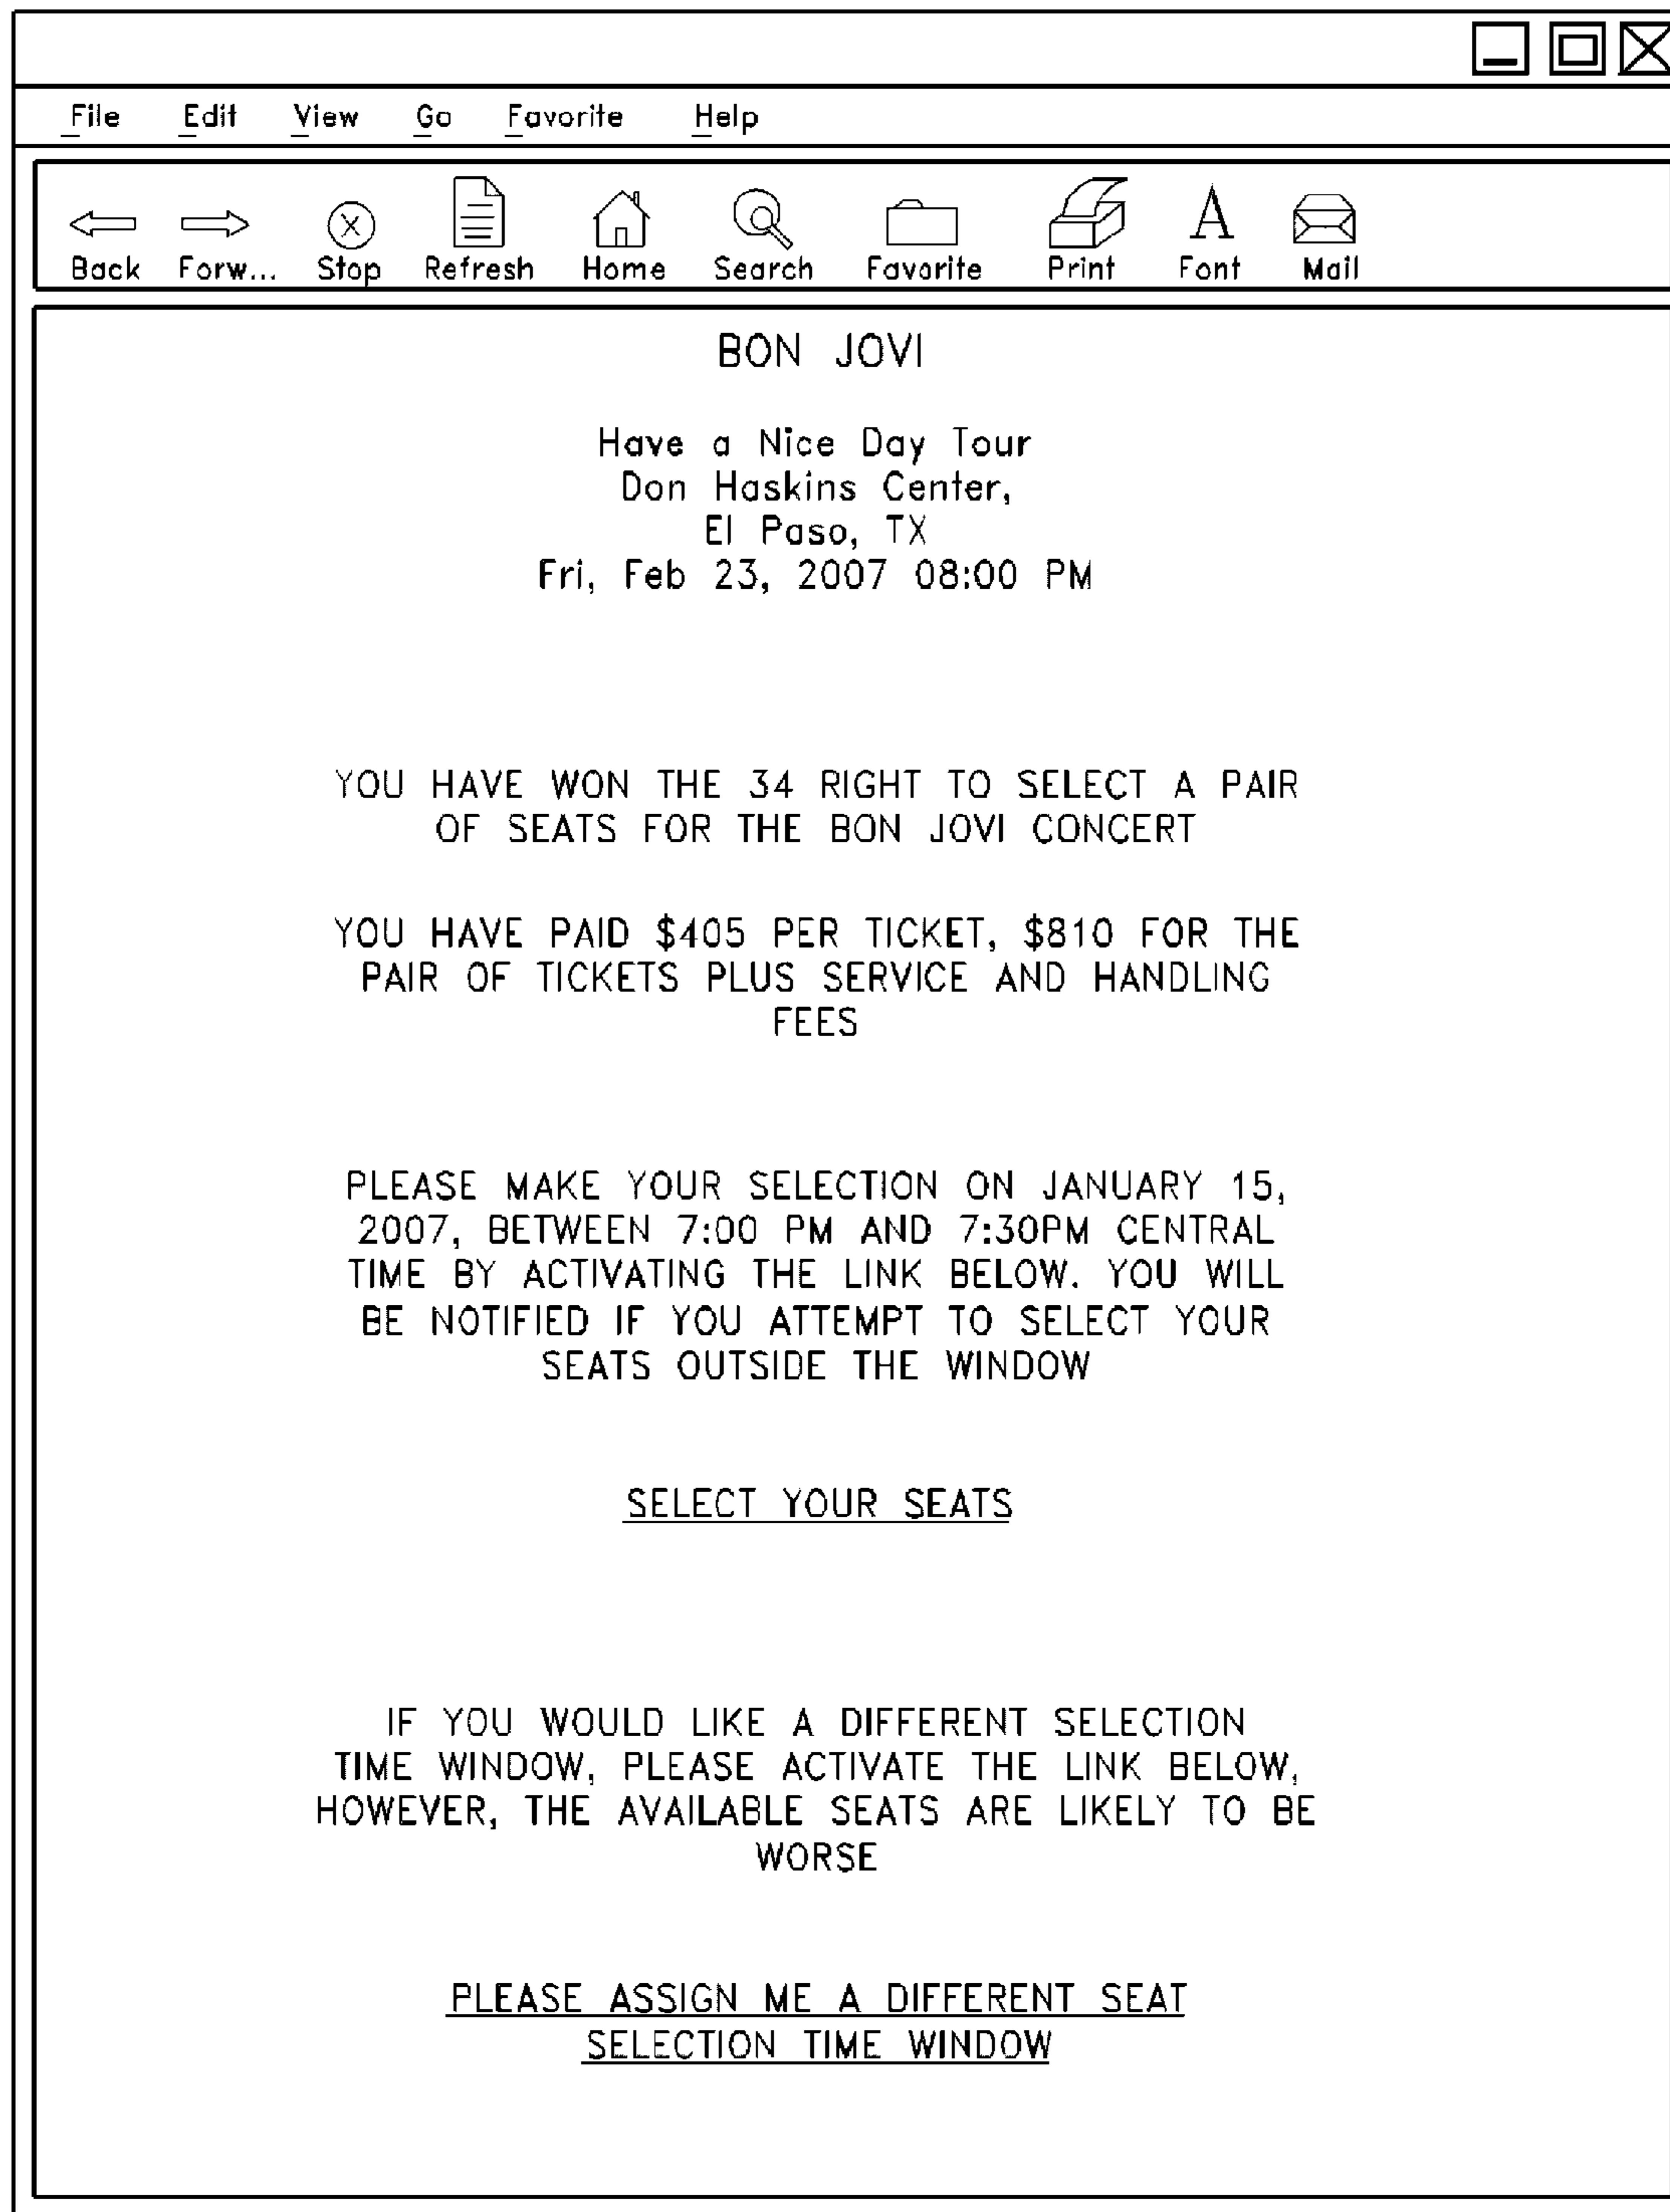 File Edit View Go Favorite Help
Back Forw... Stop Refresh Home Search Favorite Print Font Mail
BON JOVI
Have a Nice Day Tour
Don Haskins Center,
El Paso, TX
Fri, Feb 23, 2007 08:00 PM
YOU HAVE WON THE 34 RIGHT TO SELECT A PAIR
OF SEATS FOR THE BON JOVI CONCERT
YOU HAVE PAID $405 PER TICKET, $810 FOR THE
PAIR OF TICKETS PLUS SERVICE AND HANDLING
FEES
PLEASE MAKE YOUR SELECTION ON JANUARY 15,
2007, BETWEEN 7:00 PM AND 7:30PM CENTRAL
TIME BY ACTIVATING THE LINK BELOW. YOU WILL
BE NOTIFIED IF YOU ATTEMPT TO SELECT YOUR
SEATS OUTSIDE THE WINDOW
SELECT YOUR SEATS
IF YOU WOULD LIKE A DIFFERENT SELECTION
TIME WINDOW, PLEASE ACTIVATE THE LINK BELOW,
HOWEVER, THE AVAILABLE SEATS ARE LIKELY TO BE
WORSE
PLEASE ASSIGN ME A DIFFERENT SEAT
SELECTION TIME WINDOW